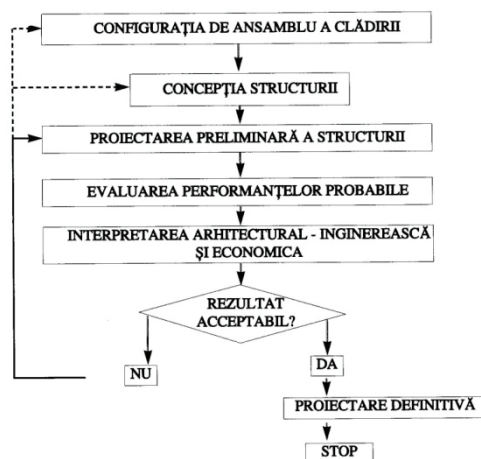 CONFIGURAȚIA DE ANSAMBLU A CLĂDIRII
CONCEPȚIA STRUCTURII
PROIECTAREA PRELIMINARĂ A STRUCTURII
EVALUAREA PERFORMANȚELOR PROBABILE
INTERPRETAREA ARHITECTURAL - INGINEREASCĂ
ȘI ECONOMICA
REZULTAT
ACCEPTABIL?
NU
DA
PROIECTARE DEFINITIVĂ
STOP